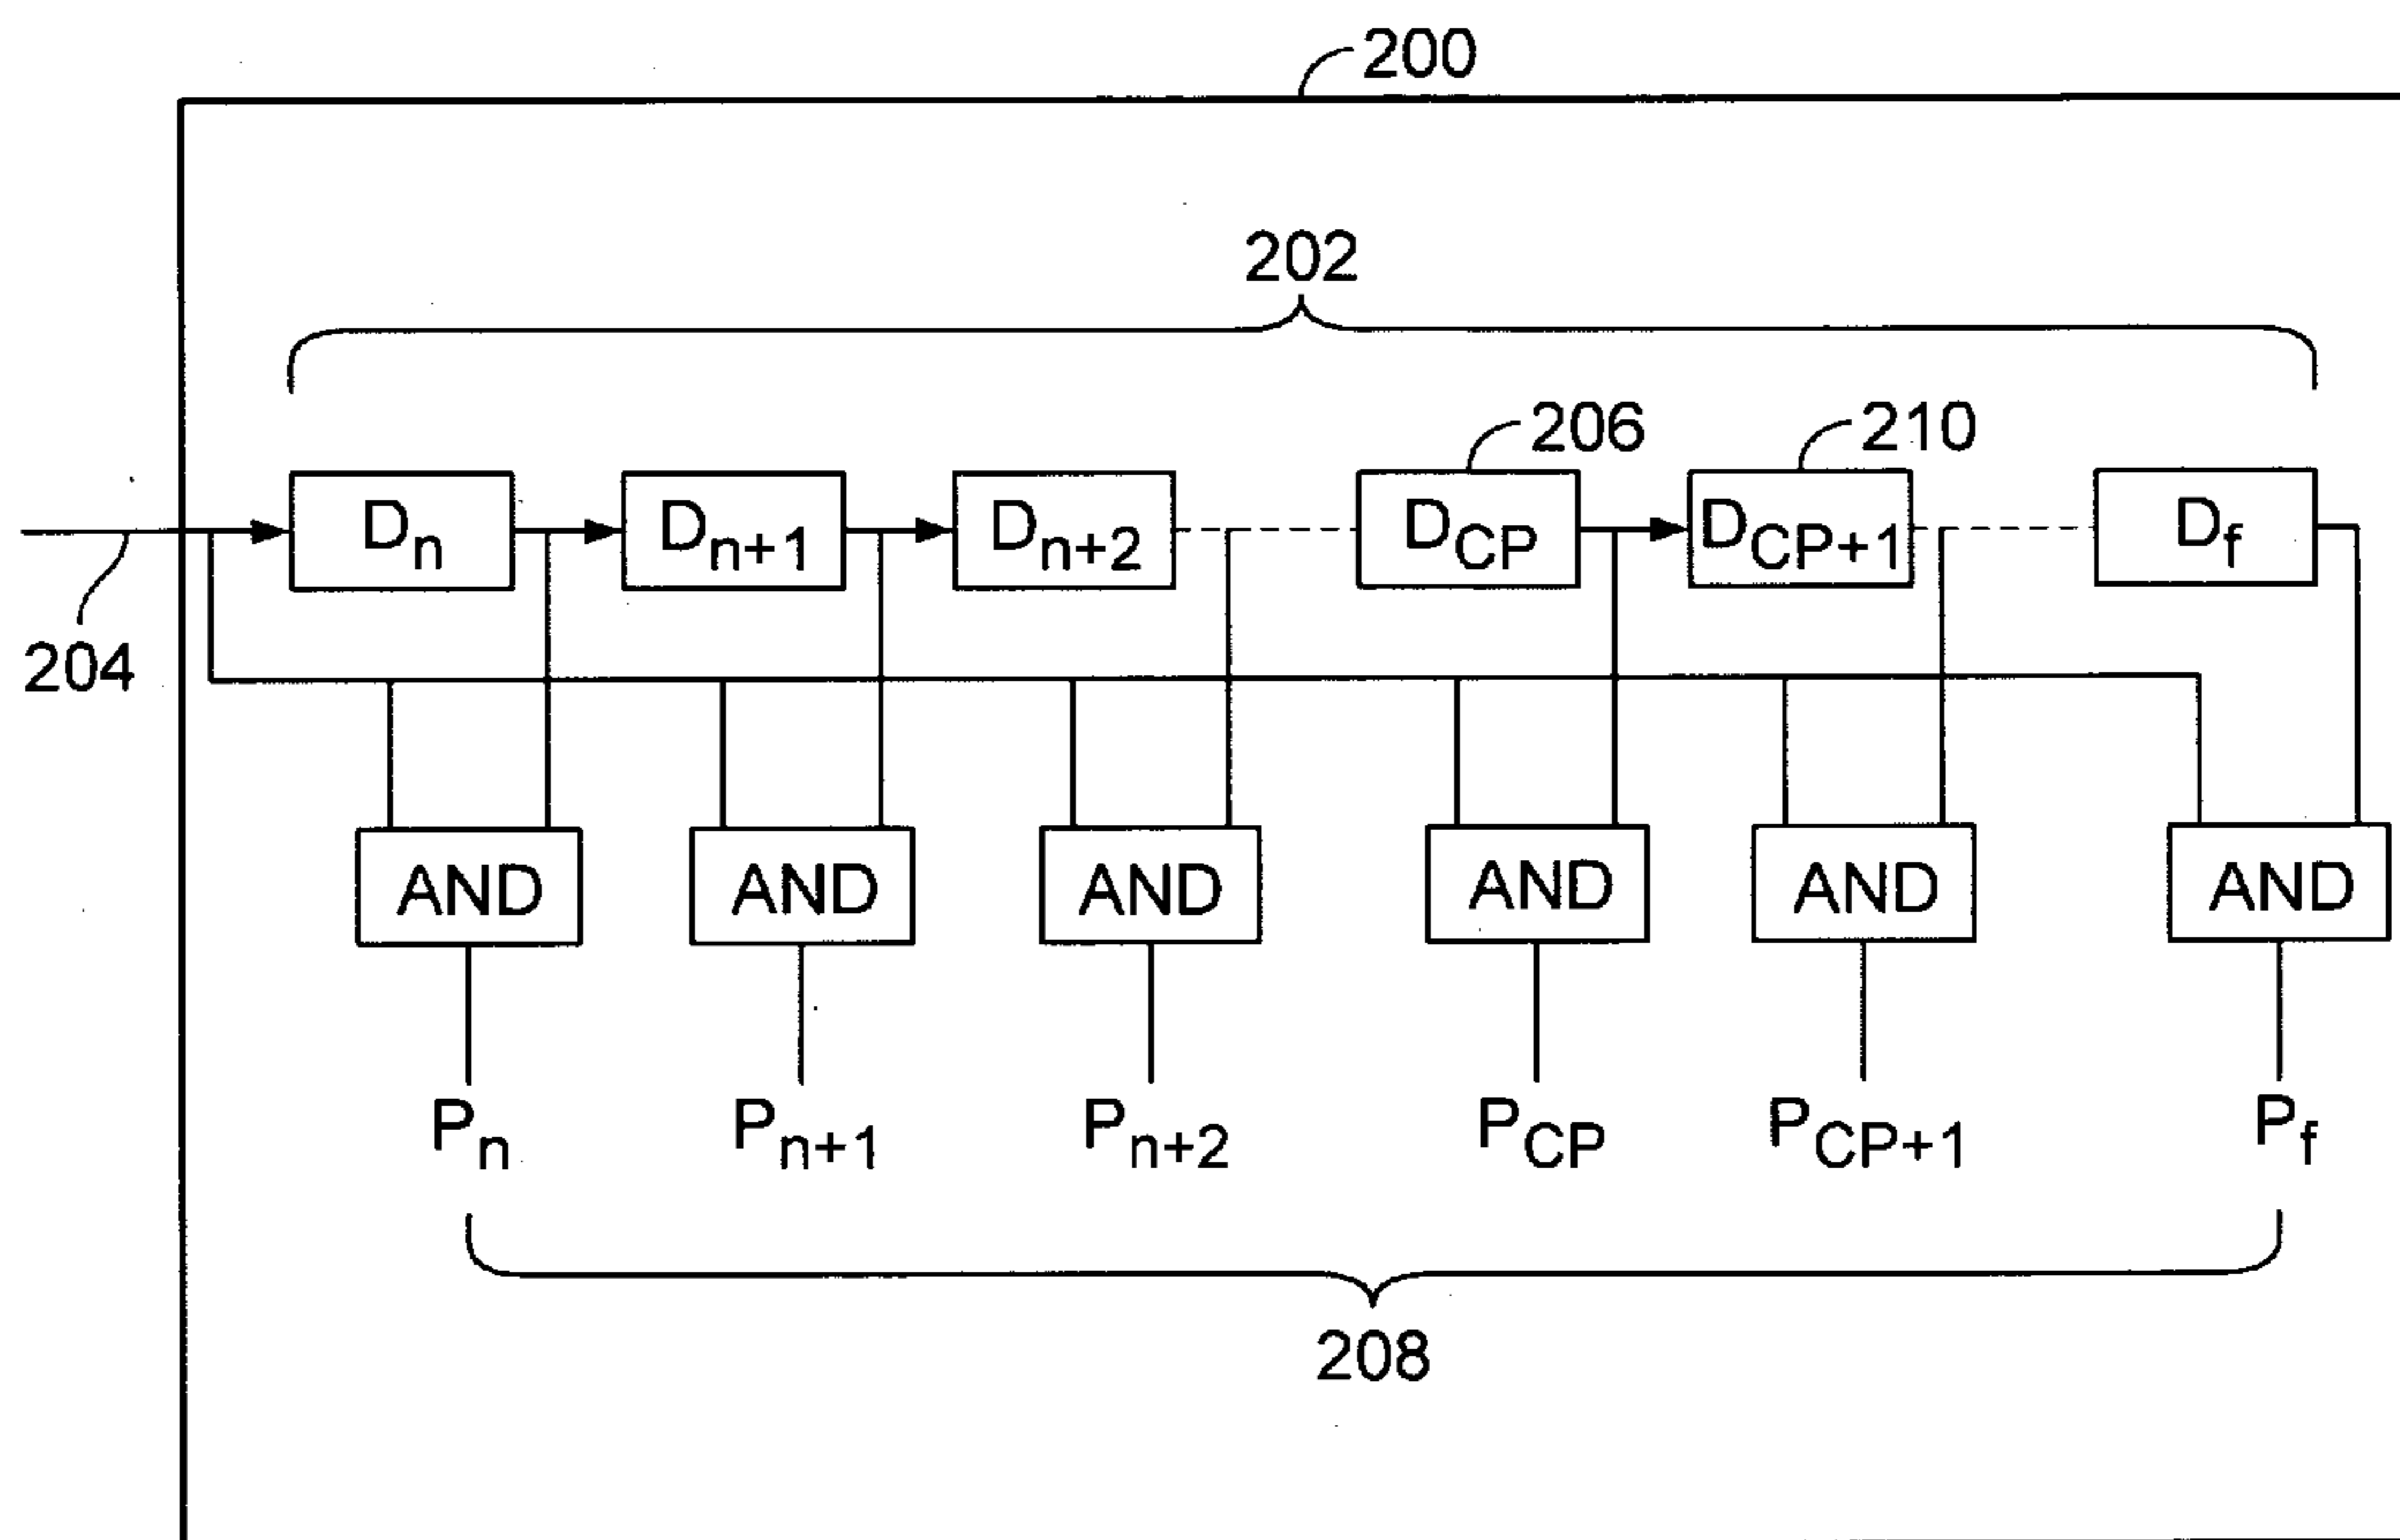 200
202
206
210
Dn
Dn+1
Dn+2
DCP
DCP+1
Df
204
AND
AND
AND
AND
AND
AND
Pn
Pn+1
Pn+2
PCP
PCP+1
Pf
208